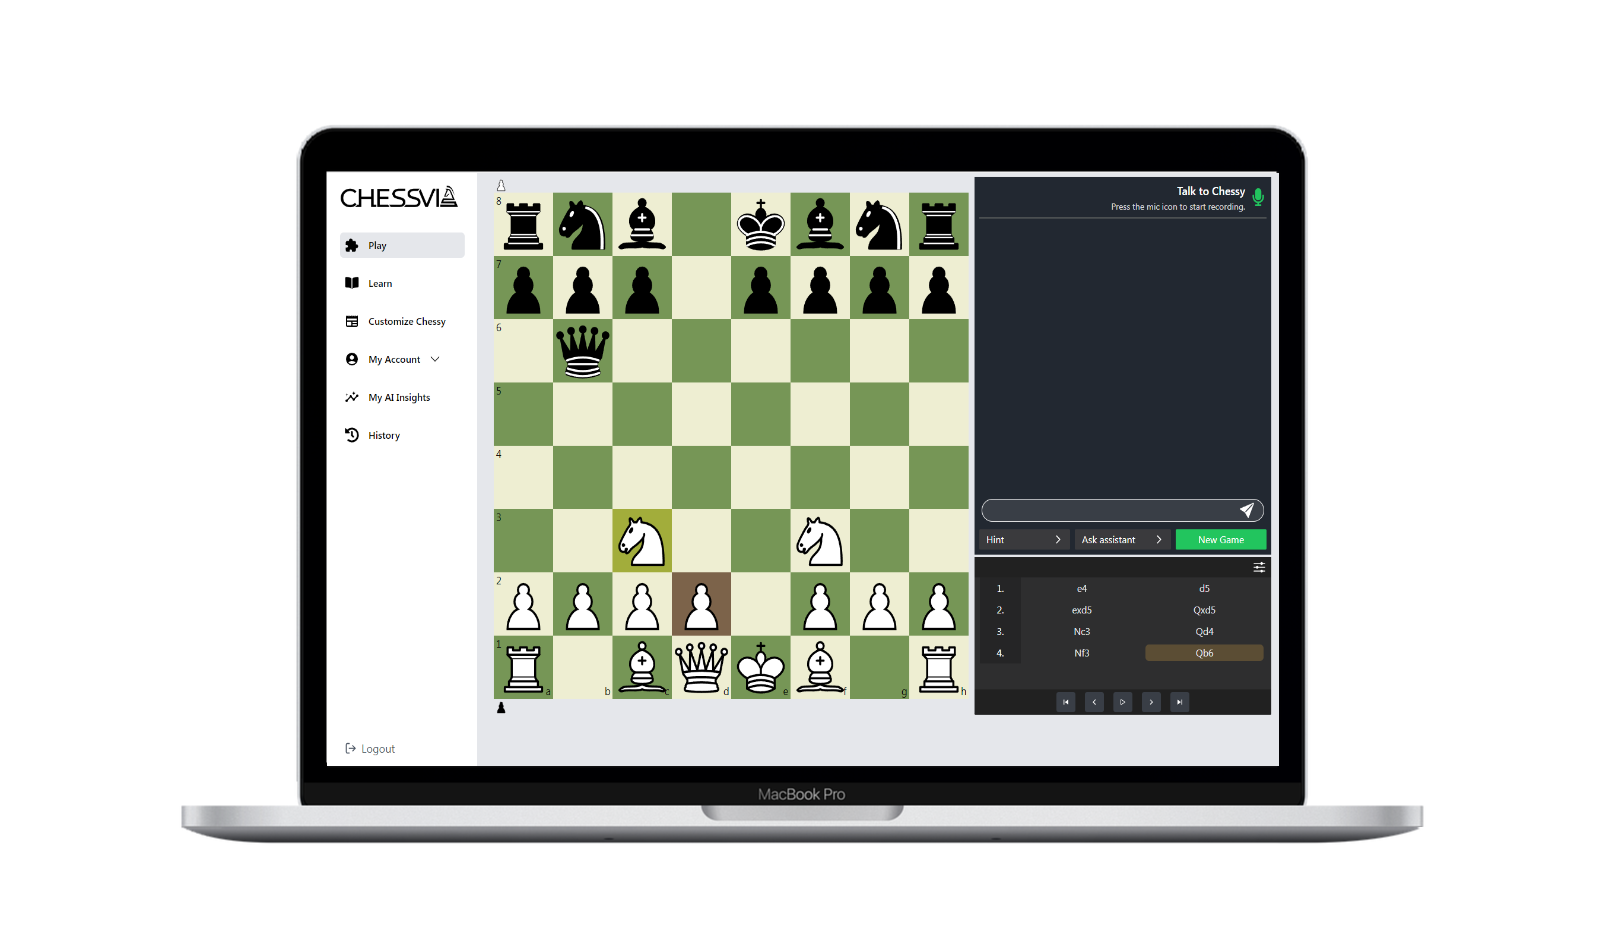 CHESSVIA
Play
Learn
Customize Chessy
My Account
My AI Insights
History
Logout
8
7
6
5
4
3
2
1
a
b
c
d
e
f
g
h
Talk to Chessy
Press the mic icon to start recording.
Hint
Ask assistant
New Game
1. e4 d5
2. exd5 Qxd5
3. Nc3 Qd4
4. Nf3 Qb6
MacBook Pro